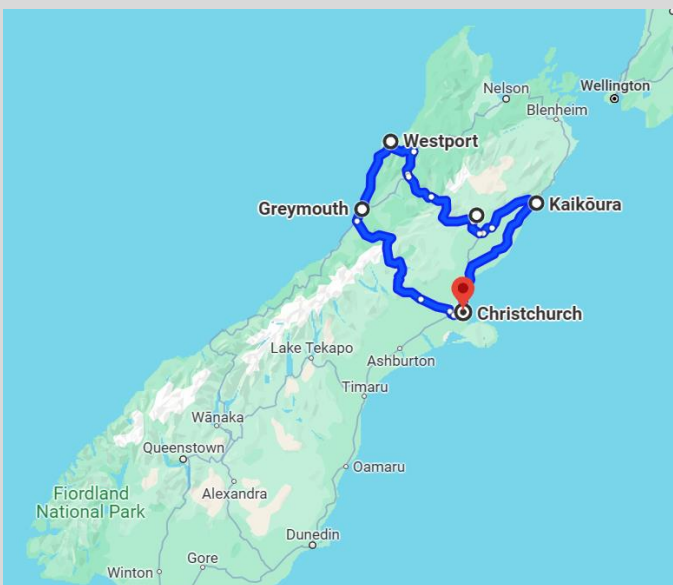 Nelson
Wellington
Blenheim
Westport
Greymouth
Kaikōura
Christchurch
Lake Tekapo
Ashburton
Timaru
Wānaka
Queenstown
Oamaru
Alexandra
Fiordland
National Park
Dunedin
Gore
Winton